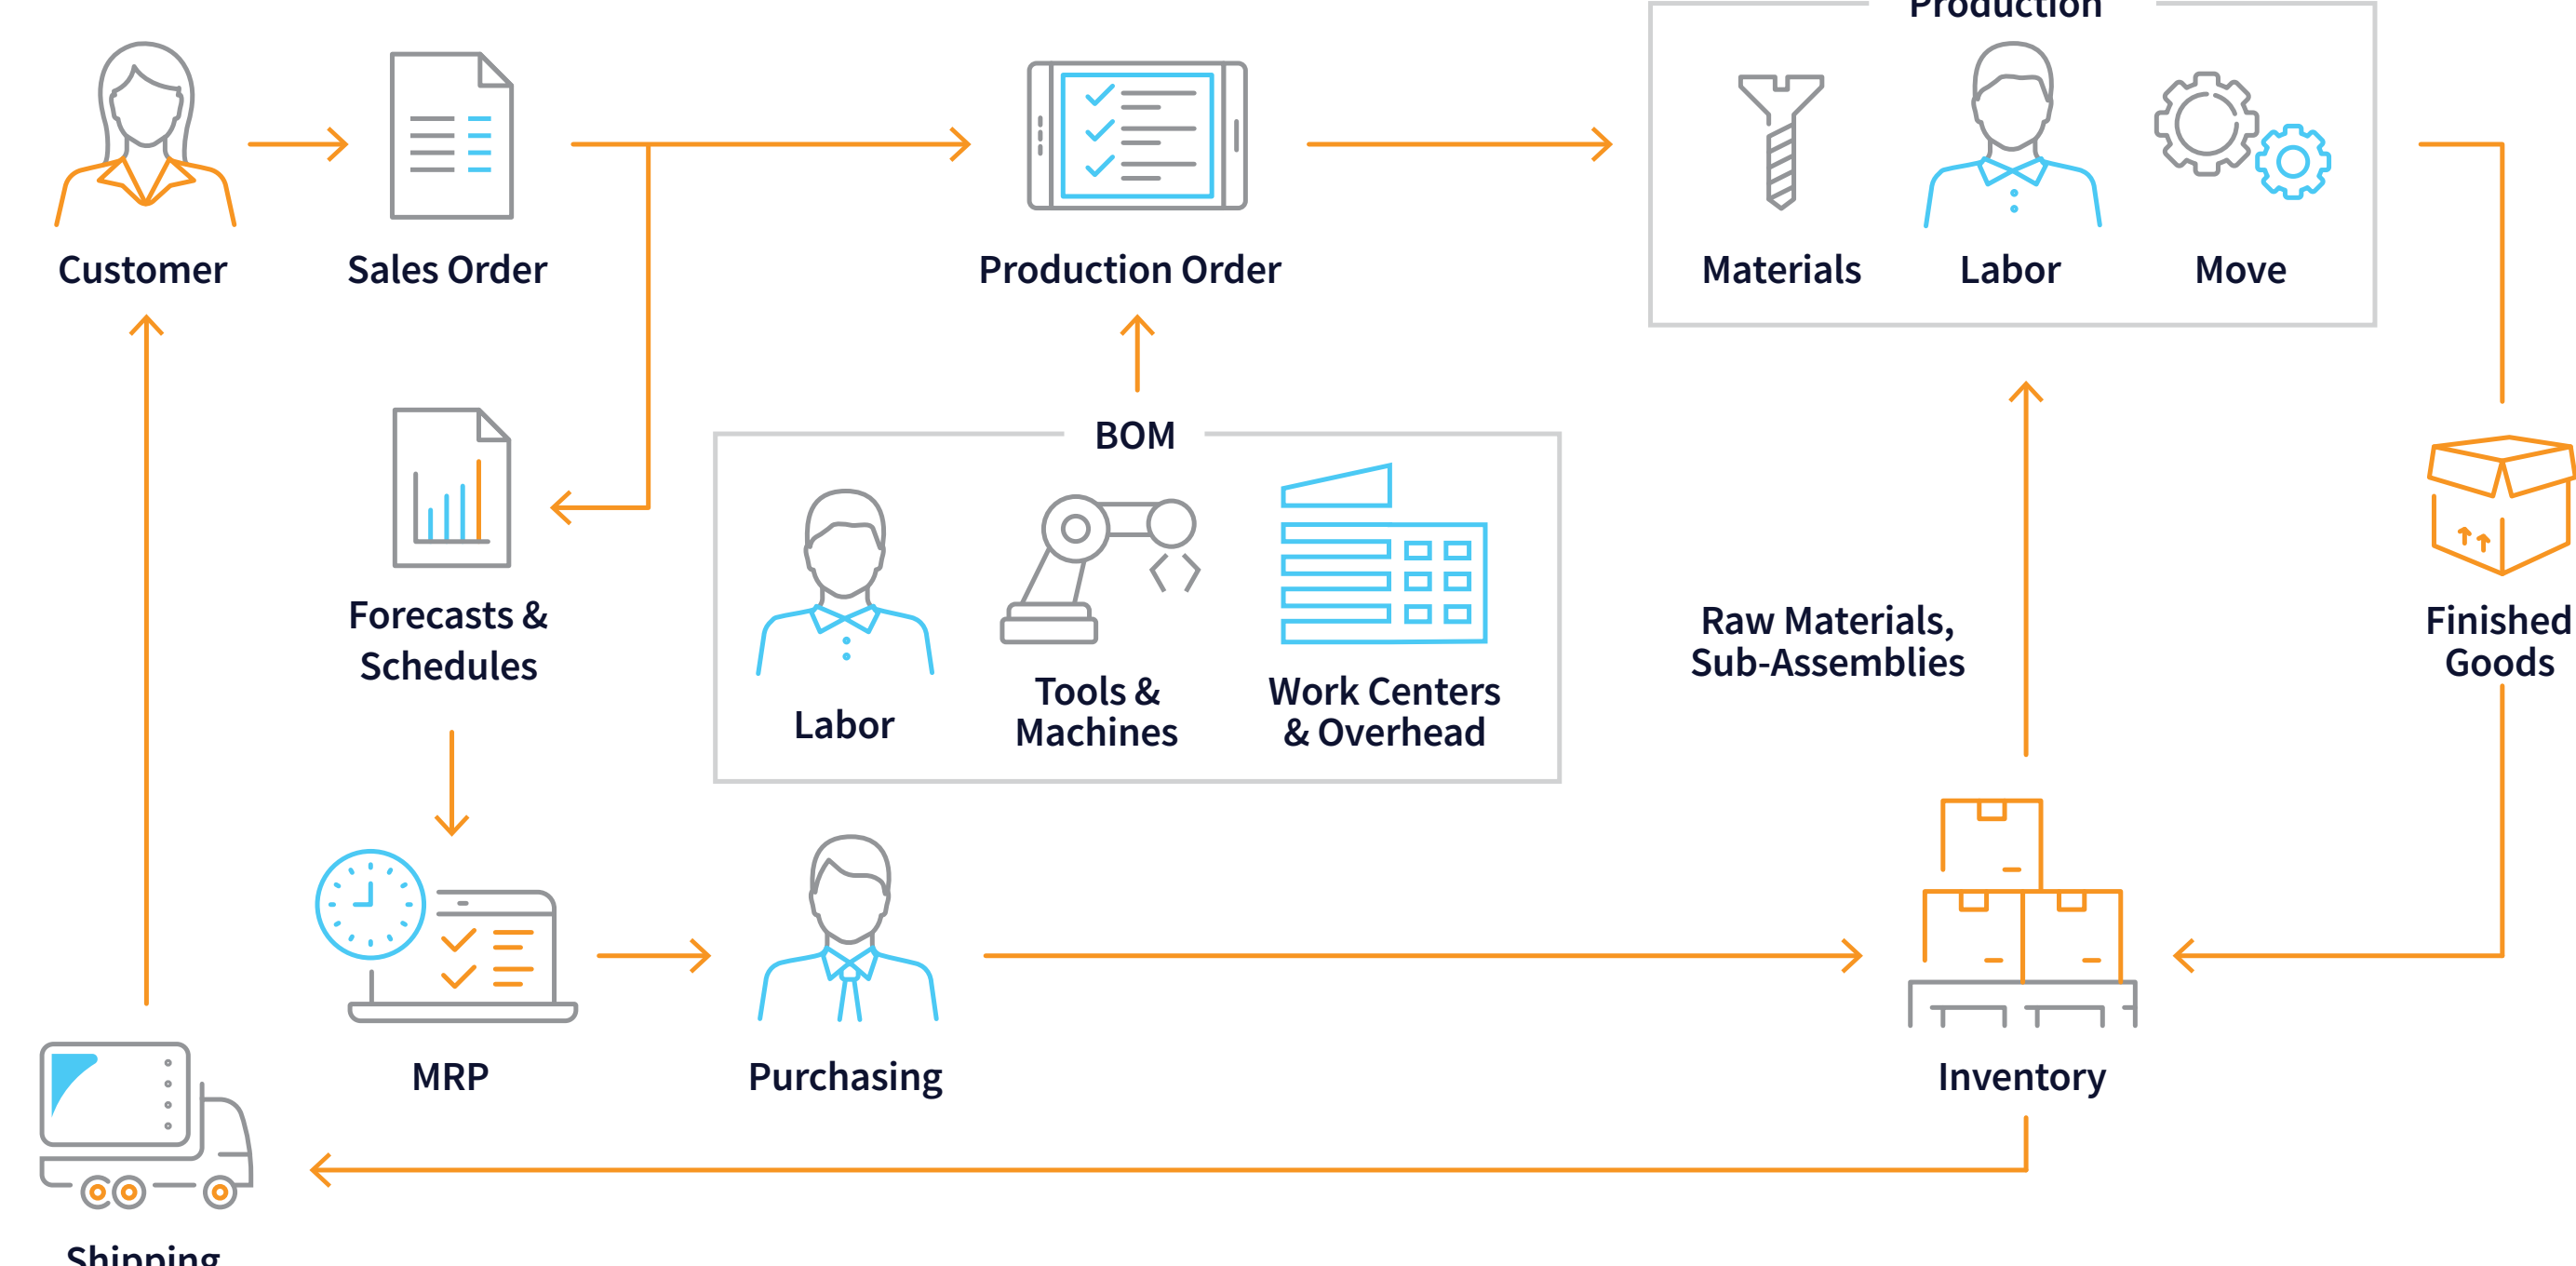 Production
Customer
Sales Order
Production Order
Materials
Labor
Move
BOM
Forecasts &
Schedules
Labor
Tools &
Machines
Work Centers
& Overhead
Raw Materials,
Sub-Assemblies
Finished
Goods
MRP
Purchasing
Inventory
Shipping